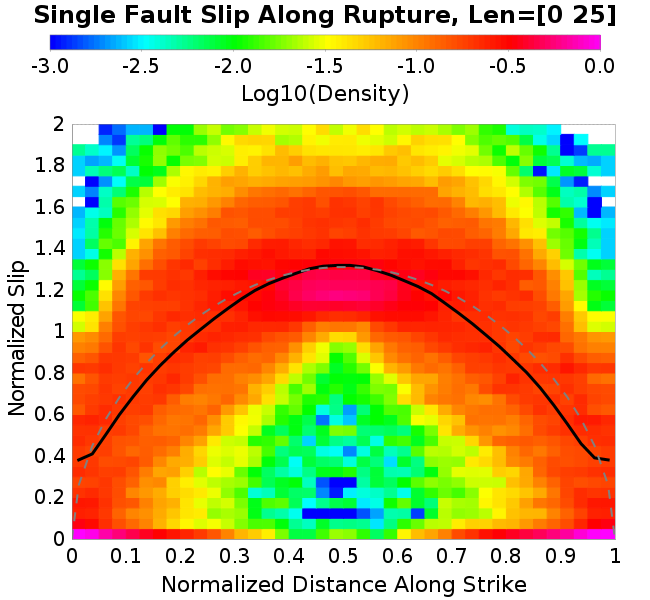 Single Fault Slip Along Rupture, Len=[0 25]
-3.0 -2.5 -2.0 -1.5 -1.0 -0.5 0.0
Log10(Density)
2
1.8
1.6
1.4
1.2
1
0.8
0.6
0.4
0.2
0
Normalized Slip
0 0.1 0.2 0.3 0.4 0.5 0.6 0.7 0.8 0.9 1
Normalized Distance Along Strike